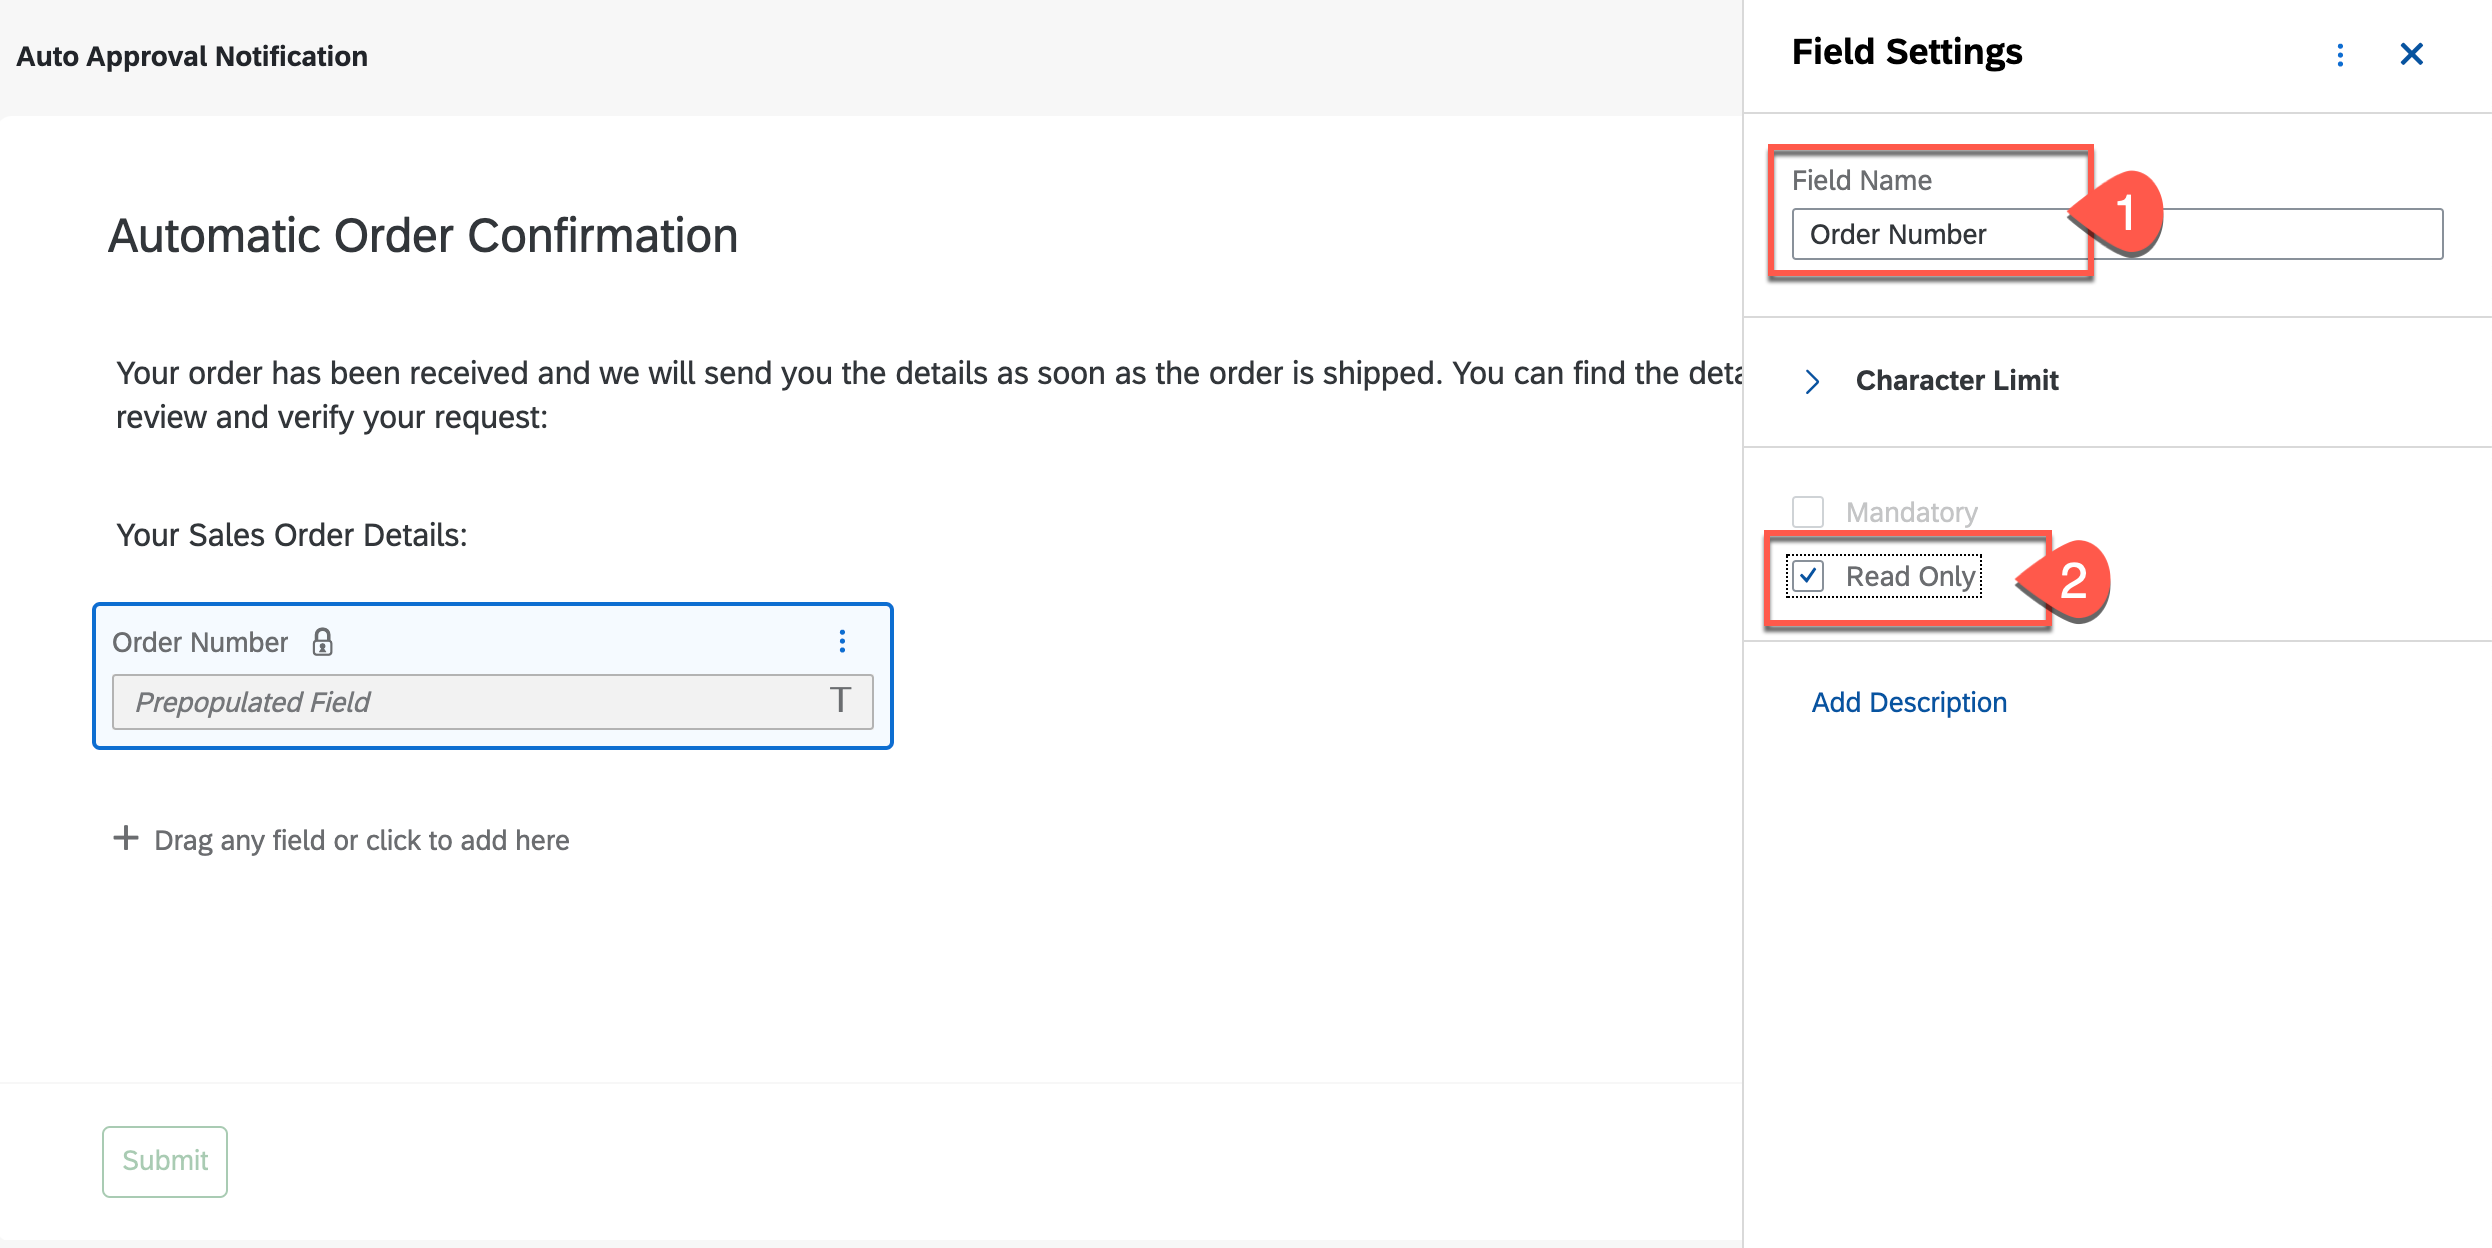 Auto Approval Notification
Automatic Order Confirmation
Your order has been received and we will send you the details as soon as the order is shipped. You can find the deta
review and verify your request:
Your Sales Order Details:
Order Number
Prepopulated Field T
Drag any field or click to add here
Submit
Field Settings
Field Name
Order Number
1
Character Limit
Mandatory
Read Only
2
Add Description